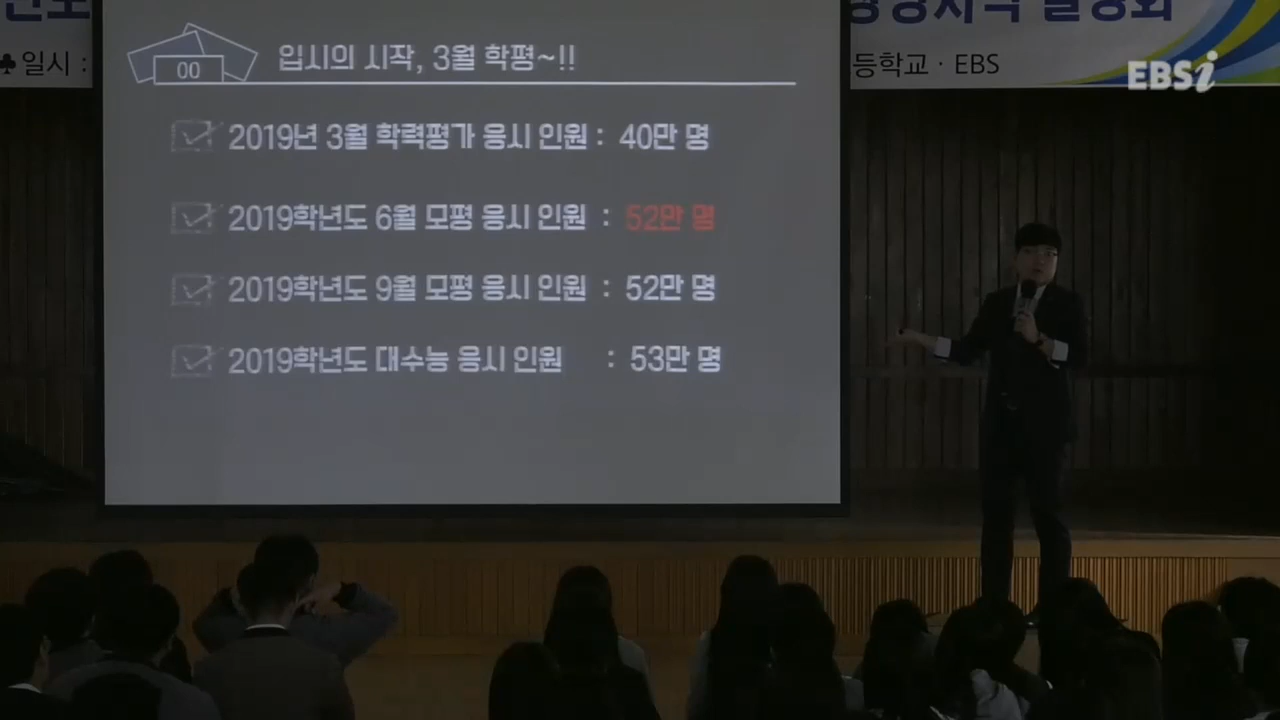 설명회
♣일시 :
등학교 · EBS
EBSi
00
입시의 시작, 3월 학평~!!
2019년 3월 학력평가 응시 인원 : 40만 명
2019학년도 6월 모평 응시 인원 : 52만 명
2019학년도 9월 모평 응시 인원 : 52만 명
2019학년도 대수능 응시 인원 : 53만 명